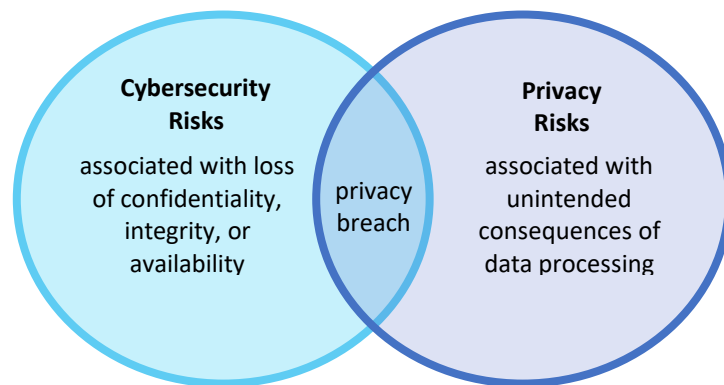 Cybersecurity
Risks
associated with loss
of confidentiality,
integrity, or
availability
privacy
breach
Privacy
Risks
associated with
unintended
consequences of
data processing